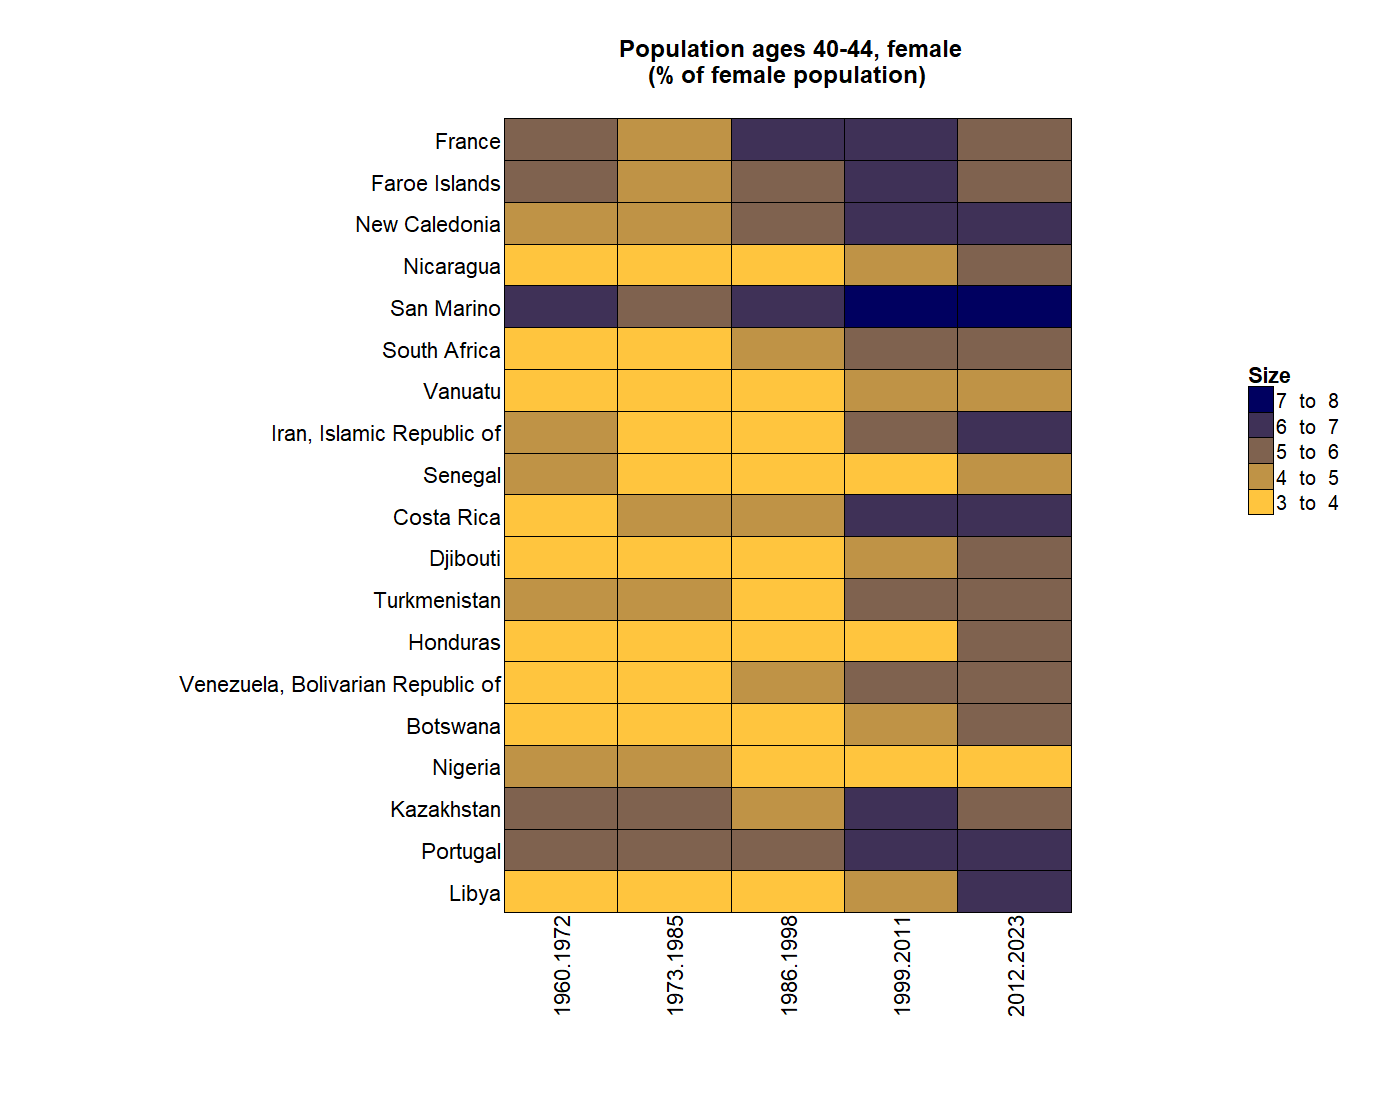 Population ages 40-44, female
(% of female population)
France
Faroe Islands
New Caledonia
Nicaragua
San Marino
South Africa
Vanuatu
Iran, Islamic Republic of
Senegal
Costa Rica
Djibouti
Turkmenistan
Honduras
Venezuela, Bolivarian Republic of
Botswana
Nigeria
Kazakhstan
Portugal
Libya
1960.1972
1973.1985
1986.1998
1999.2011
2012.2023
Size
7 to 8
6 to 7
5 to 6
4 to 5
3 to 4